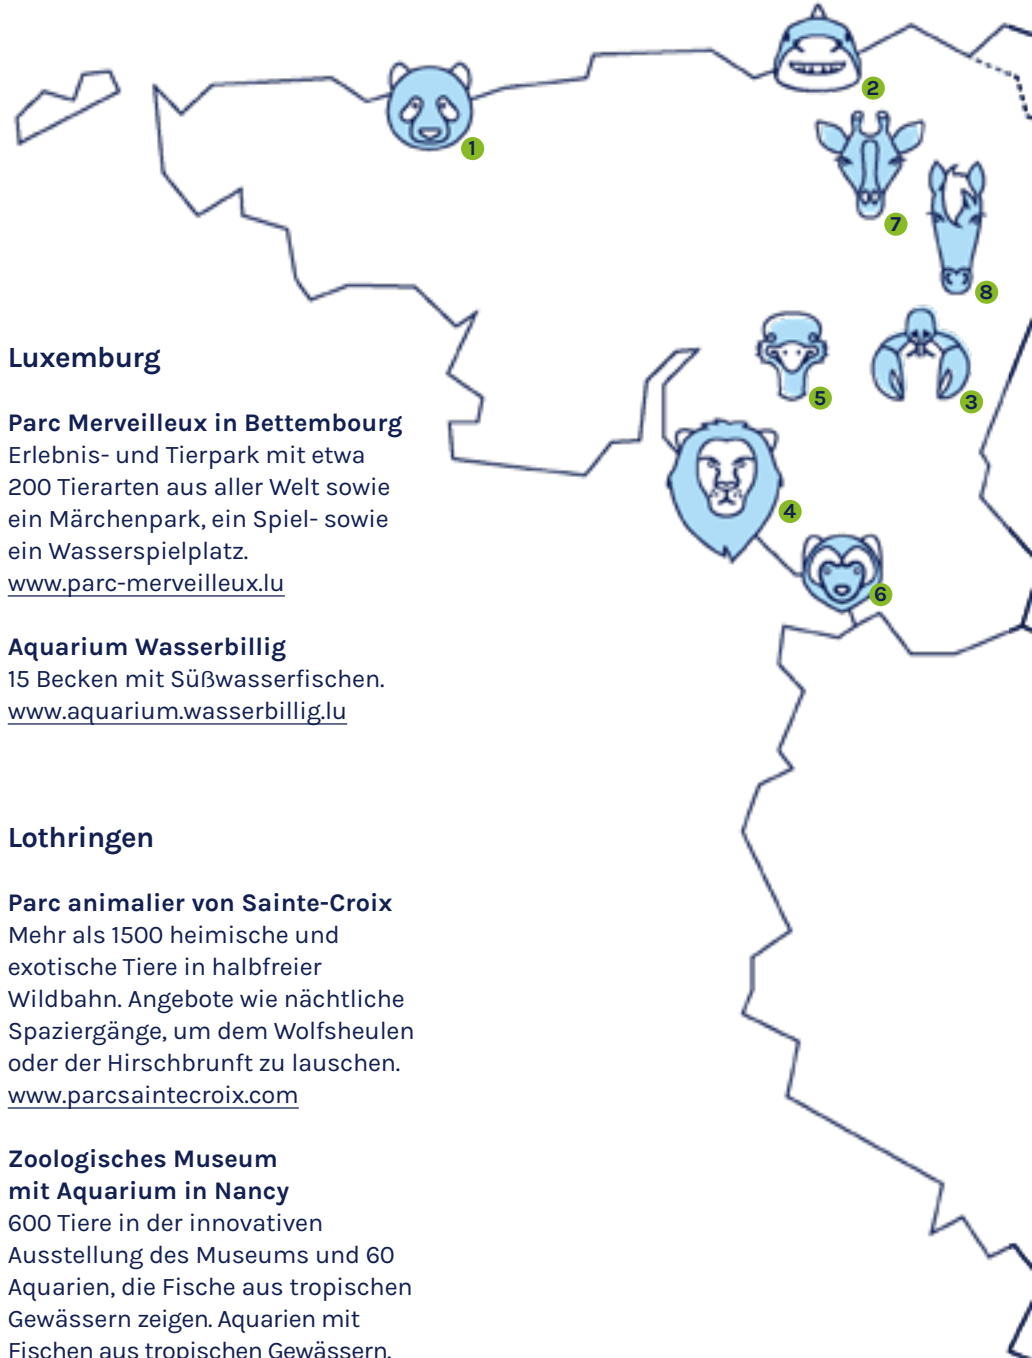 1
2
7
8
5
3
4
6
Luxemburg
Parc Merveilleux in Bettembourg
Erlebnis- und Tierpark mit etwa
200 Tierarten aus aller Welt sowie
ein Märchenpark, ein Spiel- sowie
ein Wasserspielplatz.
www.parc-merveilleux.lu
Aquarium Wasserbillig
15 Becken mit Süßwasserfischen.
www.aquarium.wasserbillig.lu
Lothringen
Parc animalier von Sainte-Croix
Mehr als 1500 heimische und
exotische Tiere in halbfreier
Wildbahn. Angebote wie nächtliche
Spaziergänge, um dem Wolfsheulen
oder der Hirschbrunft zu lauschen.
www.parcsaintecroix.com
Zoologisches Museum
mit Aquarium in Nancy
600 Tiere in der innovativen
Ausstellung des Museums und 60
Aquarien, die Fische aus tropischen
Gewässern zeigen. Aquarien mit
Fischen aus tropischen Gewässern.